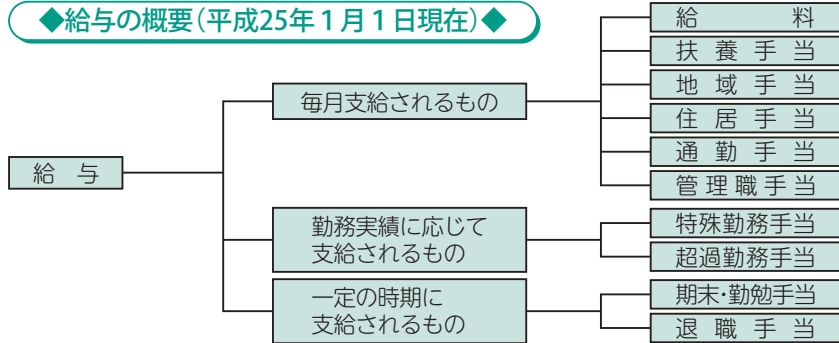 ◆給与の概要(平成25年1月1日現在)◆
給料
扶養手当
毎月支給されるもの
地域手当
住居手当
通勤手当
給与
管理職手当
勤務実績に応じて
支給されるもの
特殊勤務手当
超過勤務手当
一定の時期に
支給されるもの
期末・勤勉手当
退職手当